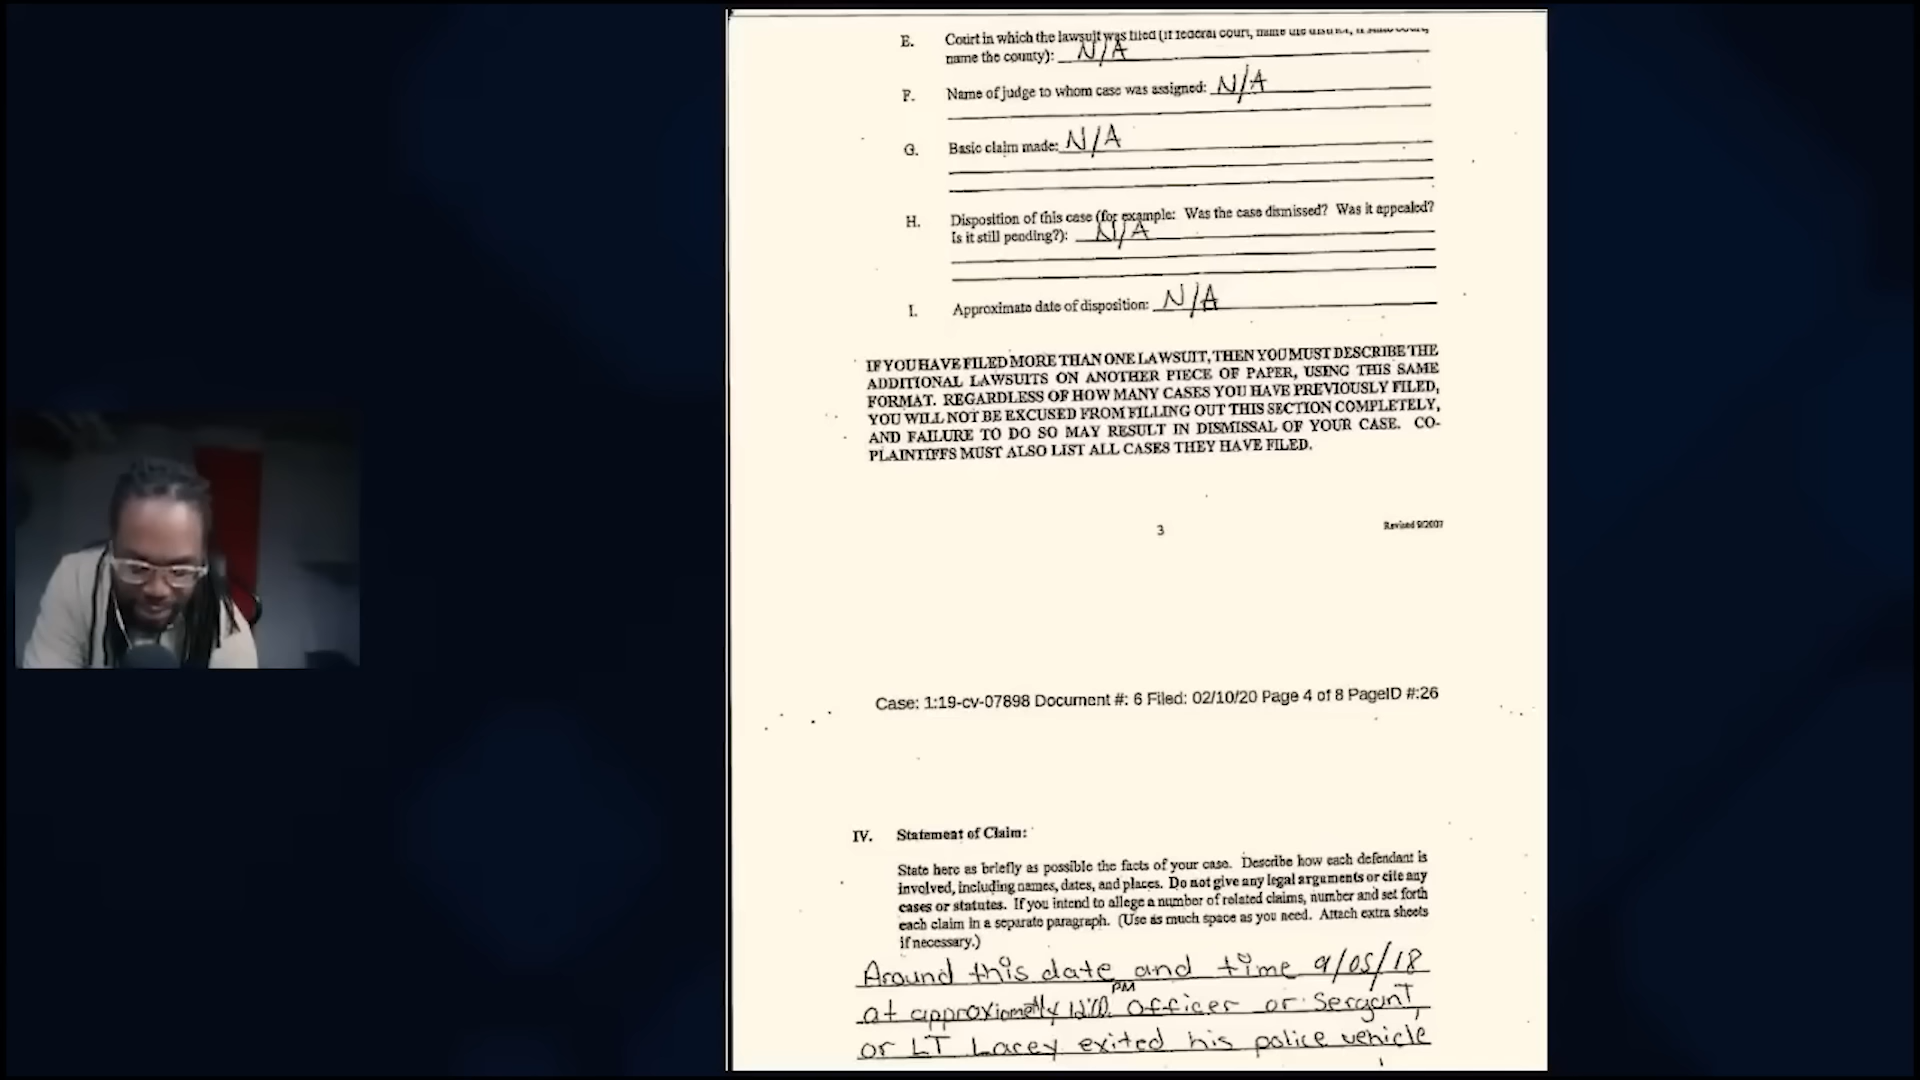 E. Court in which the lawsuit was filed (if federal court, name the district; if state court,
name the county): N/A
F. Name of judge to whom case was assigned: N/A
G. Basic claim made: N/A
H. Disposition of this case (for example: Was the case dismissed? Was it appealed?
Is it still pending?): N/A
I. Approximate date of disposition: N/A
IF YOU HAVE FILED MORE THAN ONE LAWSUIT, THEN YOU MUST DESCRIBE THE
ADDITIONAL LAWSUITS ON ANOTHER PIECE OF PAPER, USING THIS SAME
FORMAT. REGARDLESS OF HOW MANY CASES YOU HAVE PREVIOUSLY FILED,
YOU WILL NOT BE EXCUSED FROM FILLING OUT THIS SECTION COMPLETELY,
AND FAILURE TO DO SO MAY RESULT IN DISMISSAL OF YOUR CASE. CO-
PLAINTIFFS MUST ALSO LIST ALL CASES THEY HAVE FILED.
3
Revised 9/2007
Case: 1:19-cv-07898 Document #: 6 Filed: 02/10/20 Page 4 of 8 PageID #:26
IV. Statement of Claim:
State here as briefly as possible the facts of your case. Describe how each defendant is
involved, including names, dates, and places. Do not give any legal arguments or cite any
cases or statutes. If you intend to allege a number of related claims, number and set forth
each claim in a separate paragraph. (Use as much space as you need. Attach extra sheets
if necessary.)
Around this date and time 9/05/18
PM
at officer or Sergant
or LT Lacey exited his police vehicle